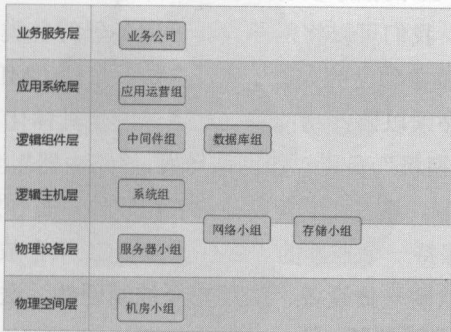 业务服务层 业务公司
应用系统层 应用运营组
逻辑组件层 中间件组 数据库组
逻辑主机层 系统组
网络小组 存储小组
物理设备层 服务器小组
物理空间层 机房小组